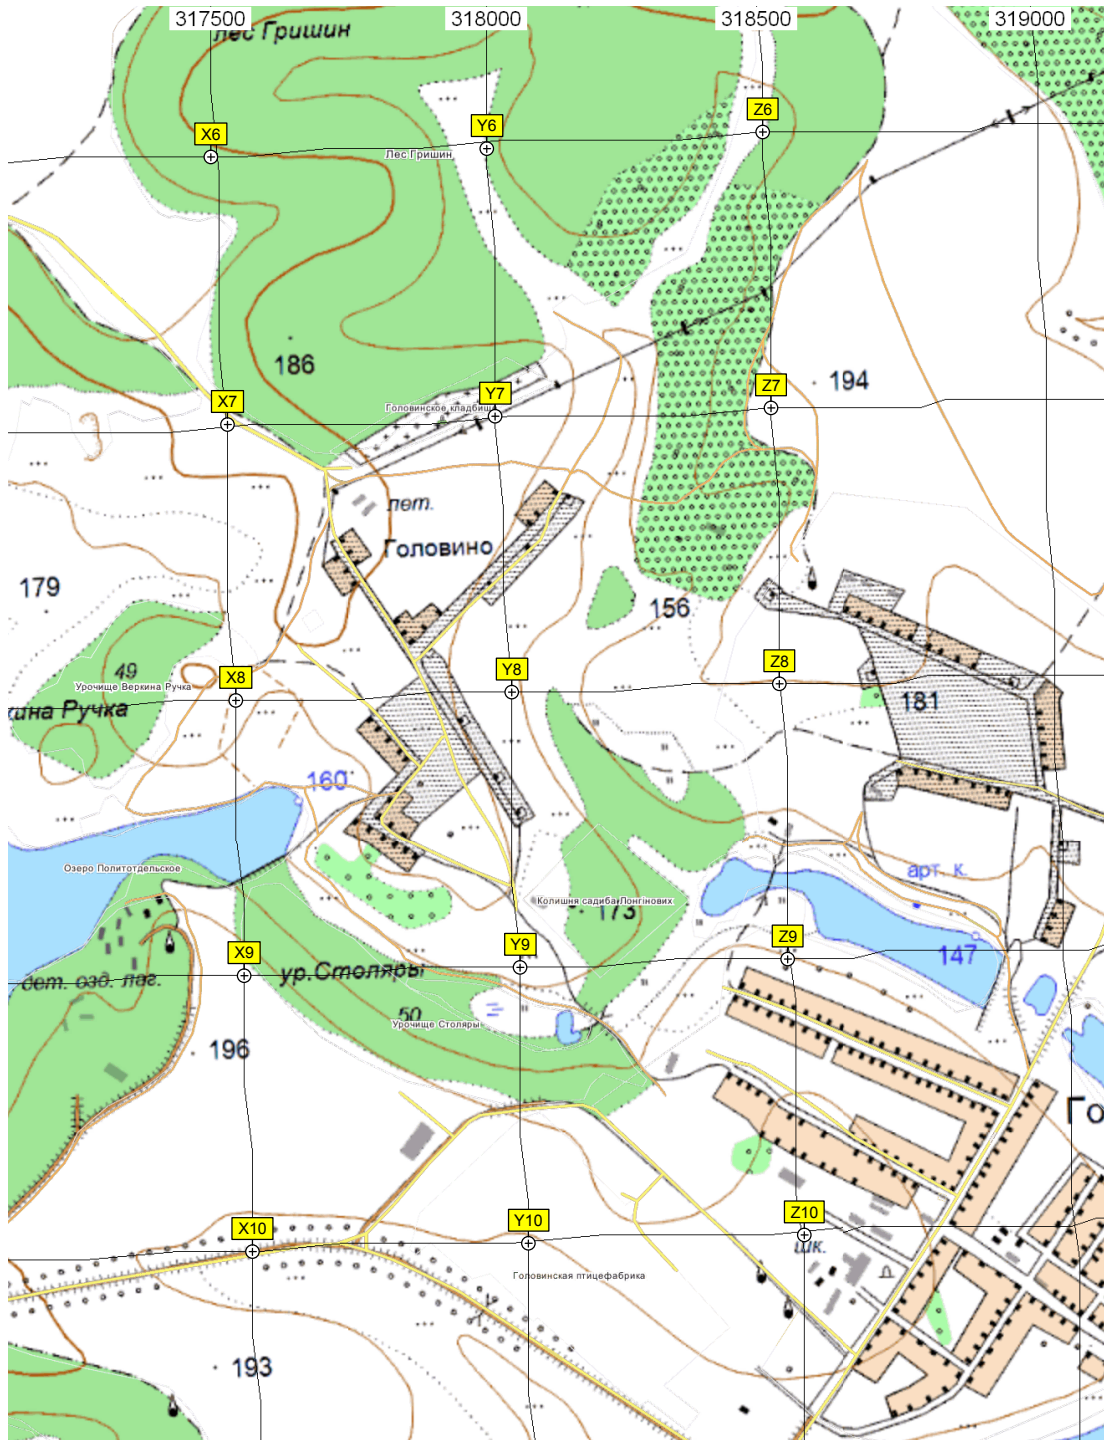 317500 318000 318500 319000
лес Гришин
X6 Y6 Z6
Лес Гришин
186
194
X7 Y7 Z7
Головинское кладбищ
лет.
Головино
179
156
49
X8 Y8 Z8
Урочище Веркина Ручка
кина Ручка
181
160
Озеро Политотдельское
арт. к.
Колишня садиба Лонгінових
173
X9 Y9 Z9
147
дет. озд. лаг.
ур.Столяры
50
Урочище Столяры
196
Го
X10 Y10 Z10
шк.
Головинская птицефабрика
193